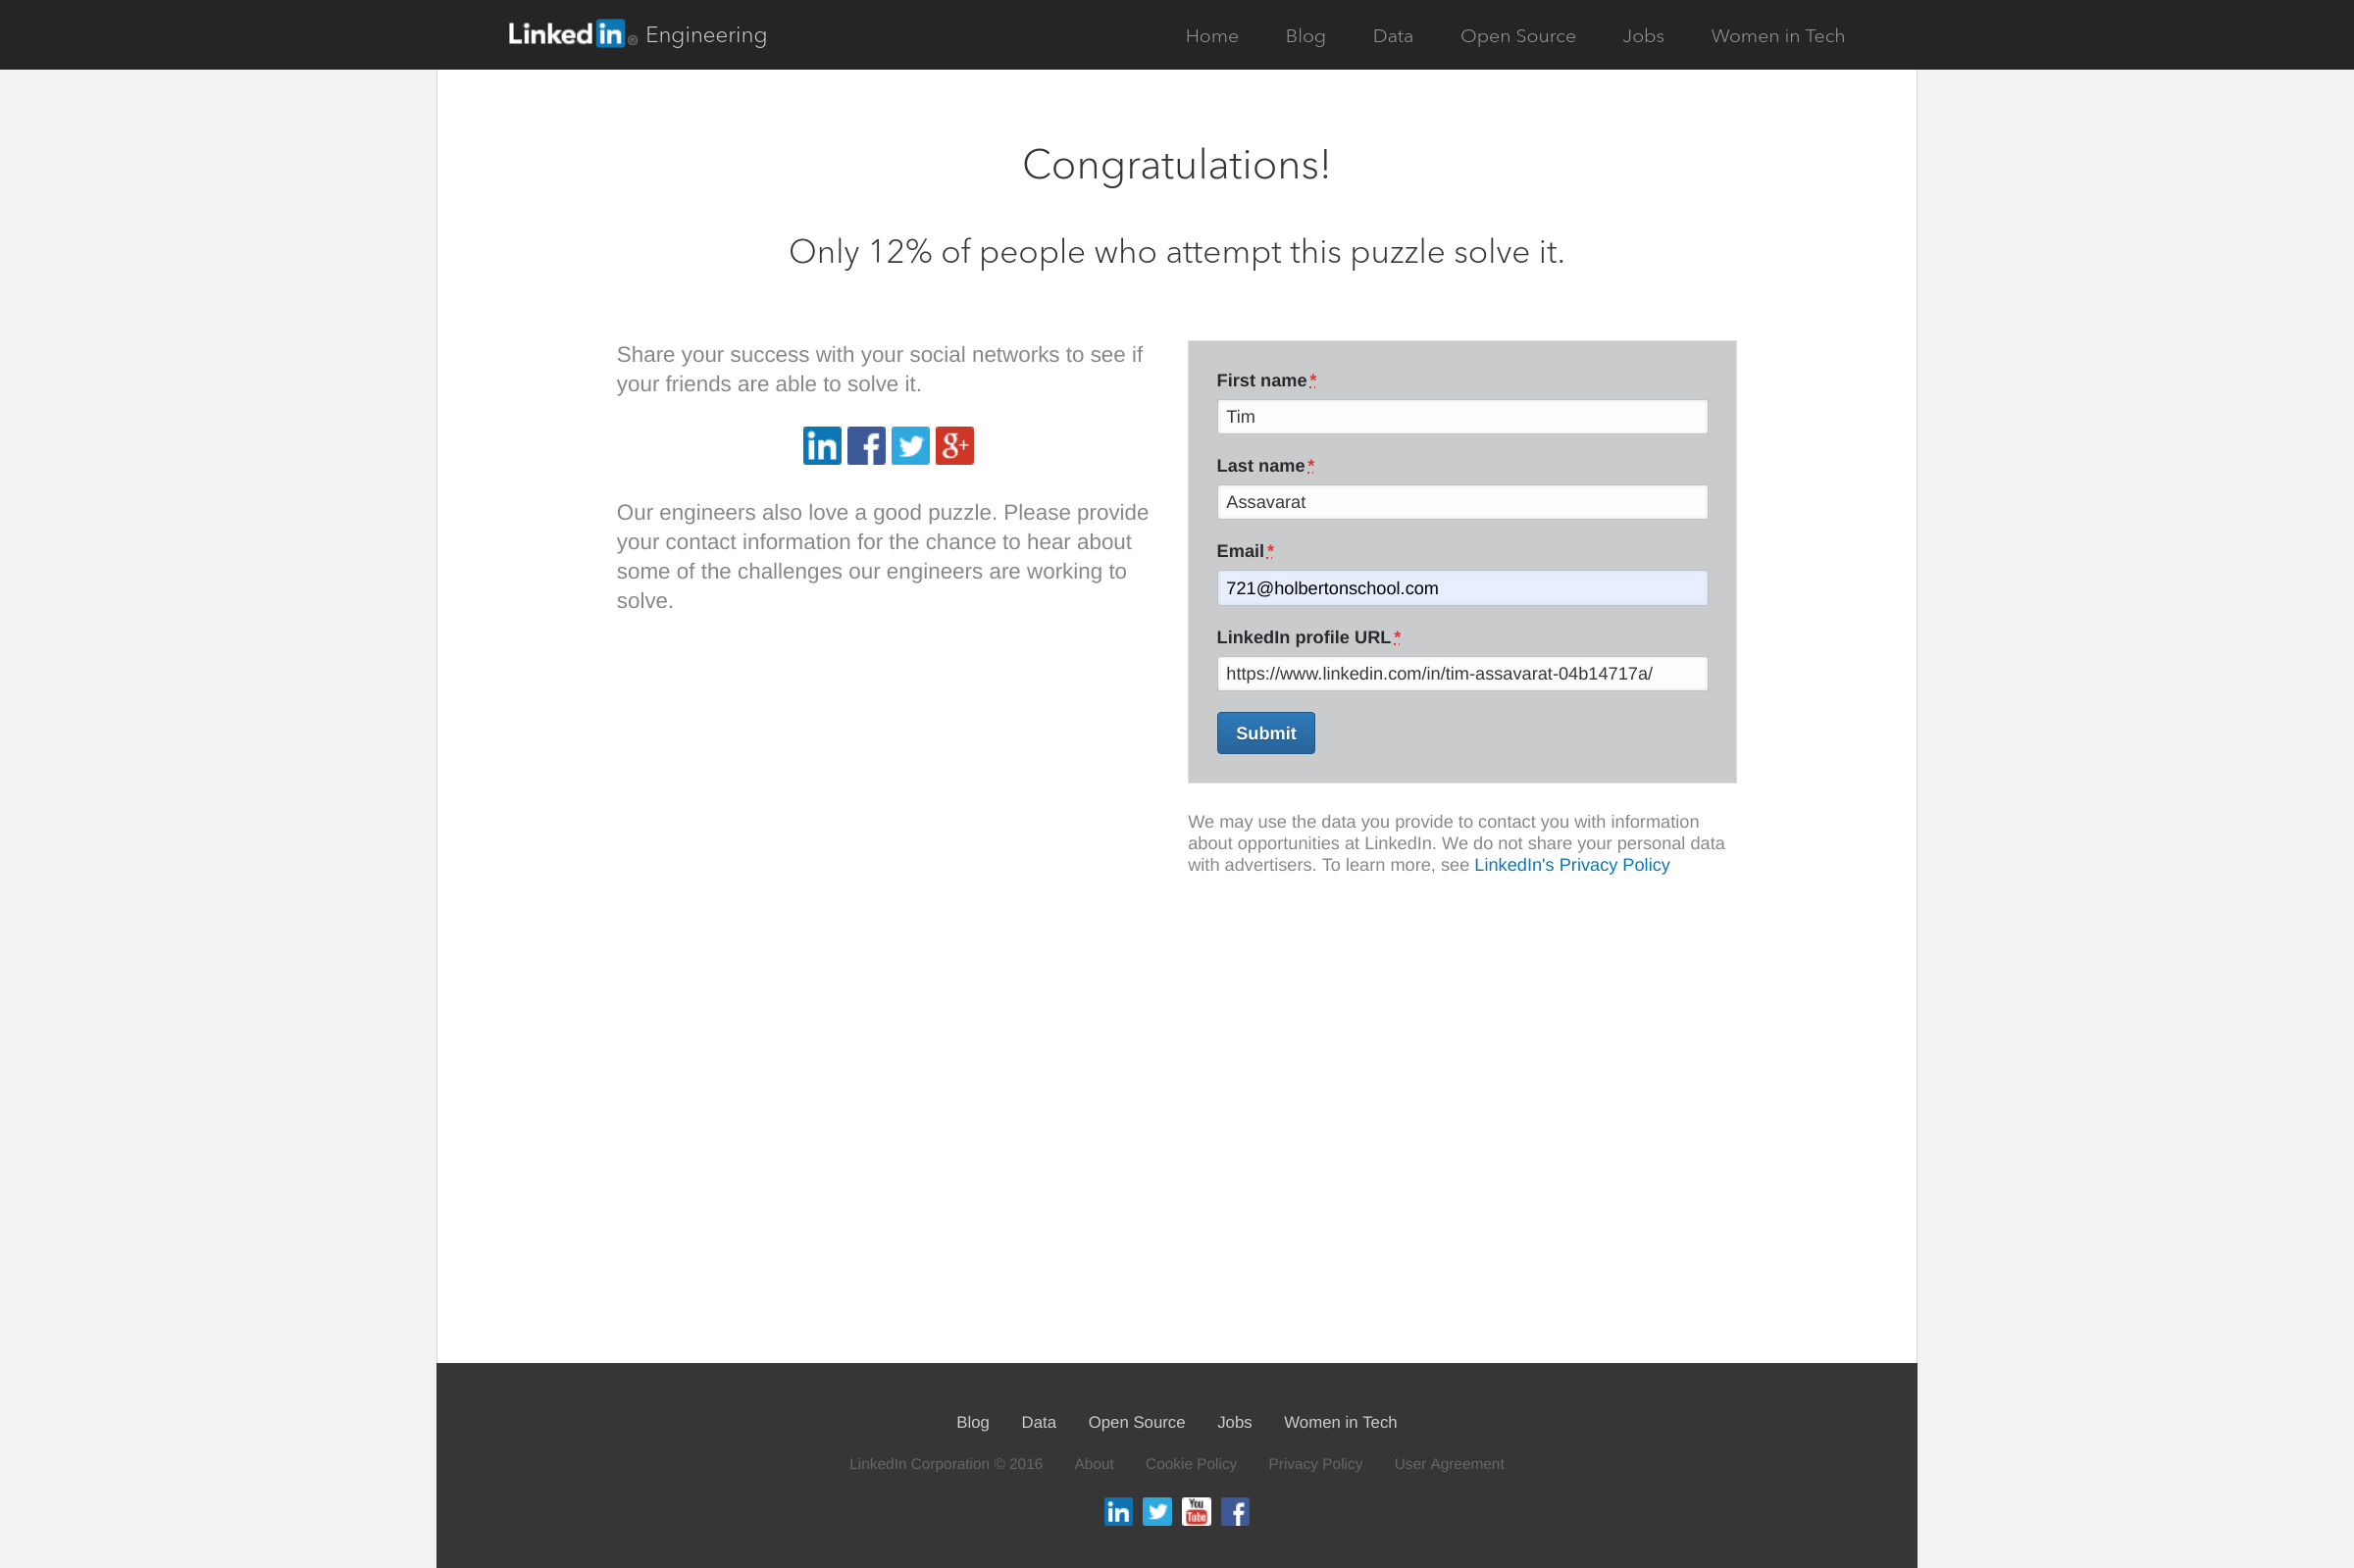 Linked in ® Engineering
Home Blog Data Open Source Jobs Women in Tech
Congratulations!
Only 12% of people who attempt this puzzle solve it.
Share your success with your social networks to see if
your friends are able to solve it.
in f g+
Our engineers also love a good puzzle. Please provide
your contact information for the chance to hear about
some of the challenges our engineers are working to
solve.
First name*
Tim
Last name*
Assavarat
Email*
721@holbertonschool.com
LinkedIn profile URL*
https://www.linkedin.com/in/tim-assavarat-04b14717a/
Submit
We may use the data you provide to contact you with information
about opportunities at LinkedIn. We do not share your personal data
with advertisers. To learn more, see LinkedIn's Privacy Policy
Blog Data Open Source Jobs Women in Tech
LinkedIn Corporation © 2016 About Cookie Policy Privacy Policy User Agreement
in You Tube f